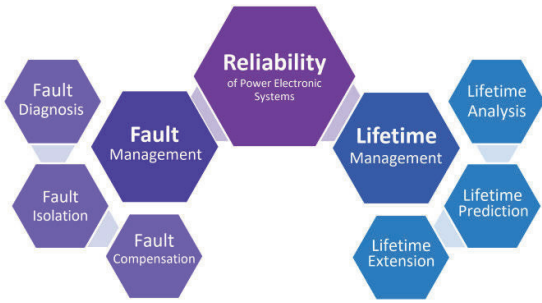 Reliability
of Power Electronic
Systems
Fault
Management
Lifetime
Management
Fault
Diagnosis
Fault
Isolation
Fault
Compensation
Lifetime
Analysis
Lifetime
Prediction
Lifetime
Extension